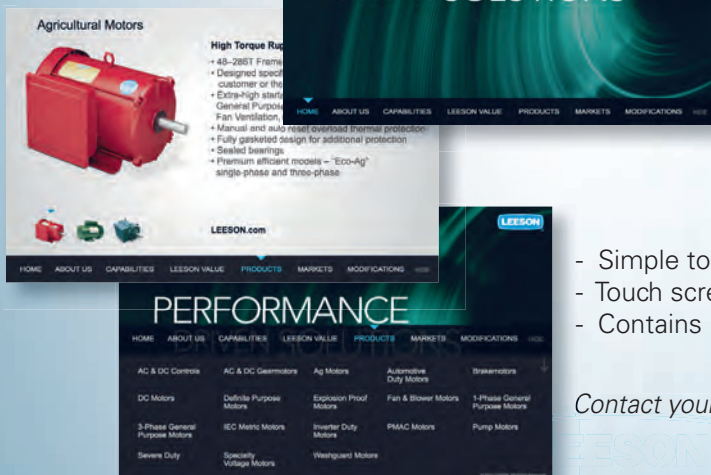 SOLUTIONS
HOME ABOUT US CAPABILITIES LEESON VALUE PRODUCTS MARKETS MODIFICATIONS HIDE
Agricultural Motors
High Torque
• 48–286T Frame
• Designed
customer or the
• Extra-high
General Purpose
Fan Ventilation,
• Manual and auto reset overload thermal protection
• Fully gasketed design for additional protection
• Sealed bearings
• Premium efficient models – "Eco-Ag"
single-phase and three-phase
LEESON.com
HOME ABOUT US CAPABILITIES LEESON VALUE PRODUCTS MARKETS MODIFICATIONS HIDE
LEESON
PERFORMANCE
DRIVEN SOLUTIONS
HOME ABOUT US CAPABILITIES LEESON VALUE PRODUCTS MARKETS MODIFICATIONS HIDE
AC & DC Controls AC & DC Gearmotors Ag Motors Automotive Duty Motors Brakemotors
DC Motors Definite Purpose Motors Explosion Proof Motors Fan & Blower Motors 1-Phase General Purpose Motors
3-Phase General Purpose Motors IEC Metric Motors Inverter Duty Motors PMAC Motors Pump Motors
Severe Duty Specialty Voltage Motors Washguard Motors
- Simple to
- Touch
- Contains
Contact your
LEESON